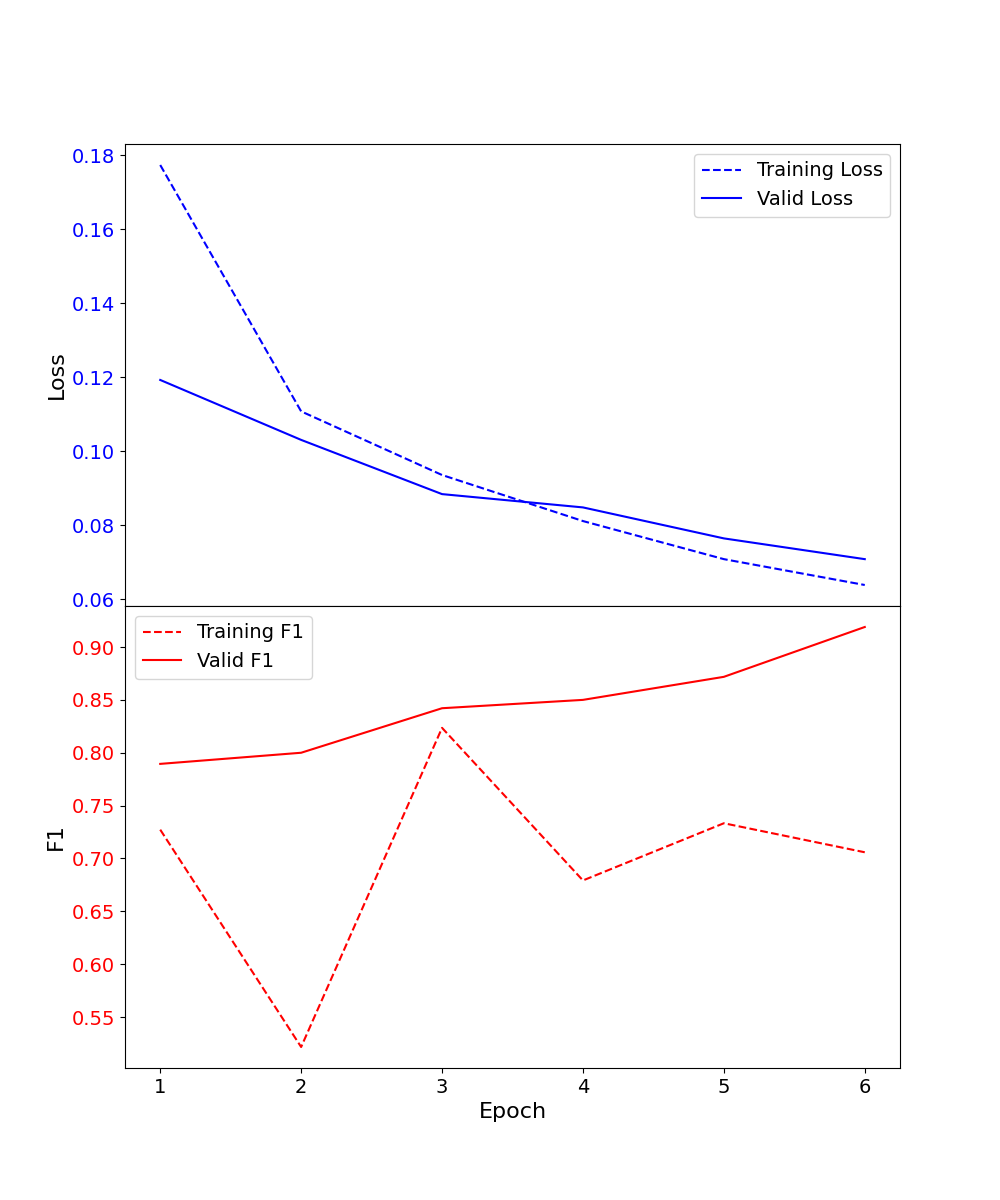 0.18
0.16
0.14
0.12
0.10
0.08
0.06
Loss
Training Loss
Valid Loss
0.90
0.85
0.80
0.75
0.70
0.65
0.60
0.55
F1
Training F1
Valid F1
1 2 3 4 5 6
Epoch